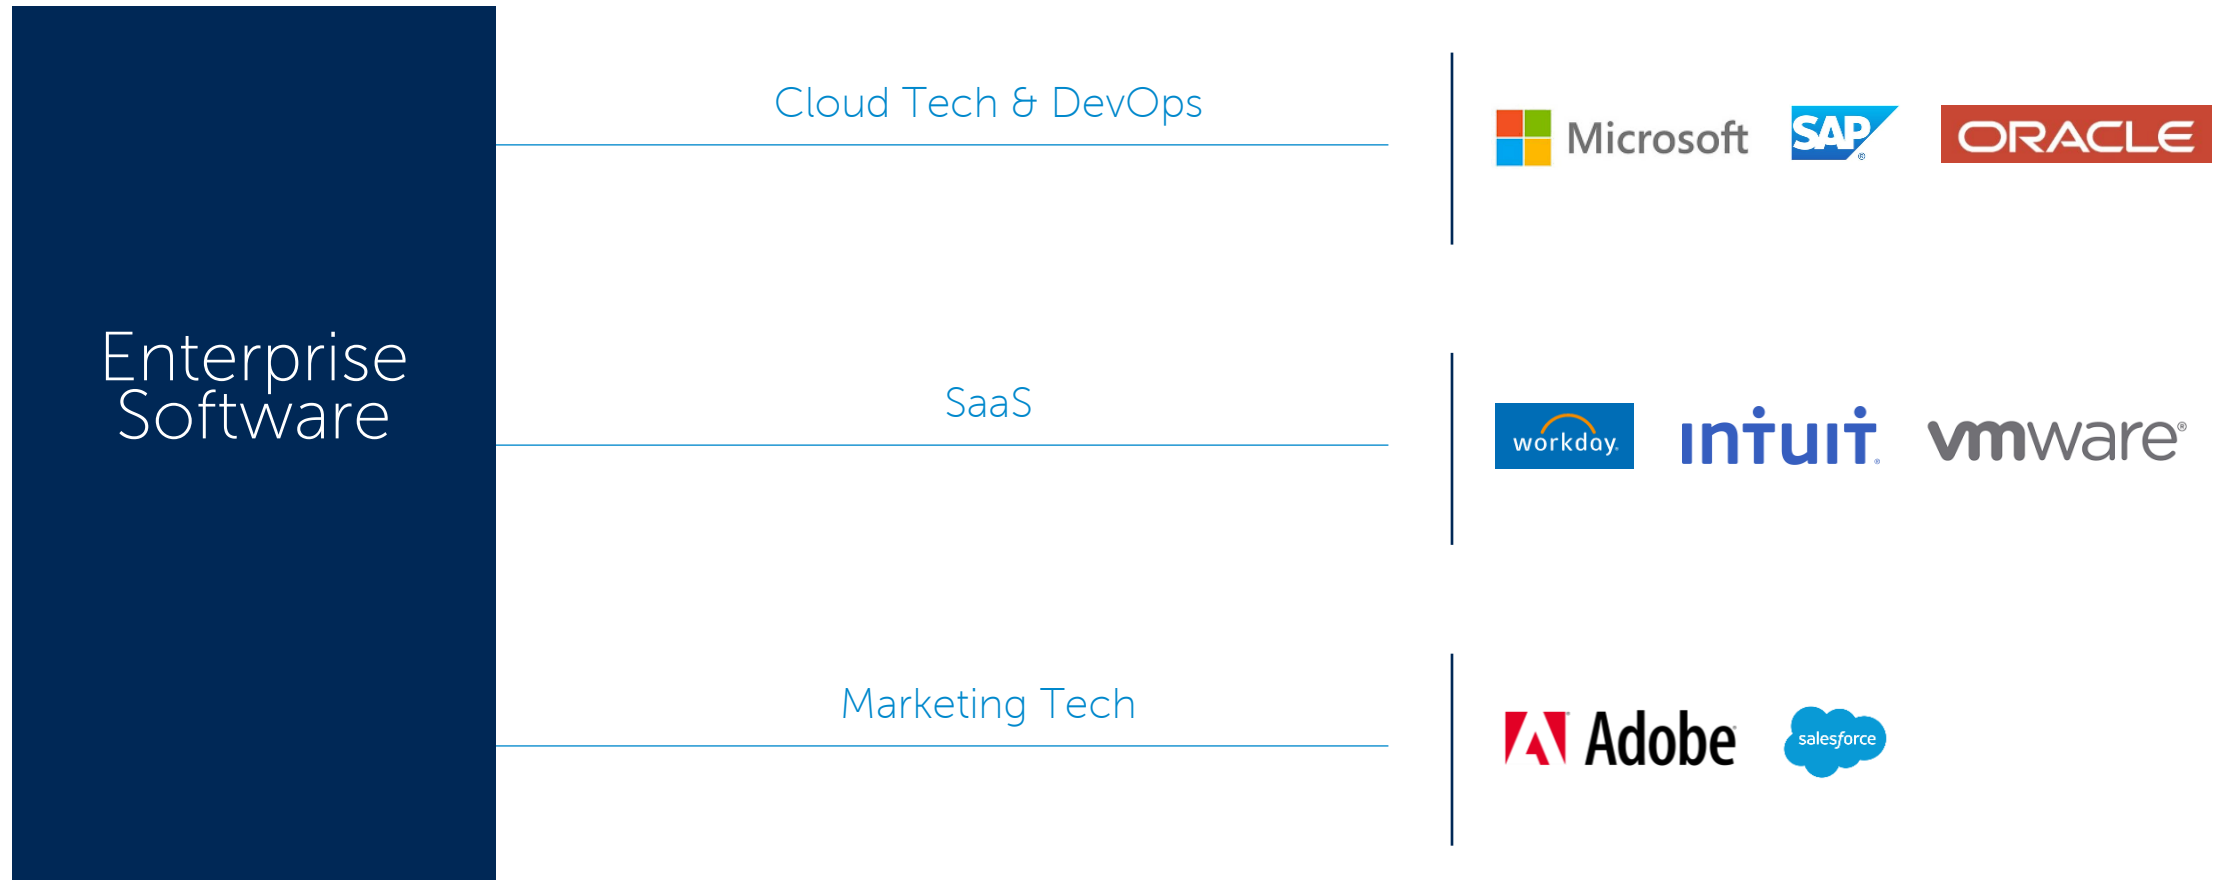 Enterprise
Software
Cloud Tech & DevOps
Microsoft
SAP®
ORACLE
SaaS
workday.
intuit®
vmware®
Marketing Tech
Adobe
salesforce